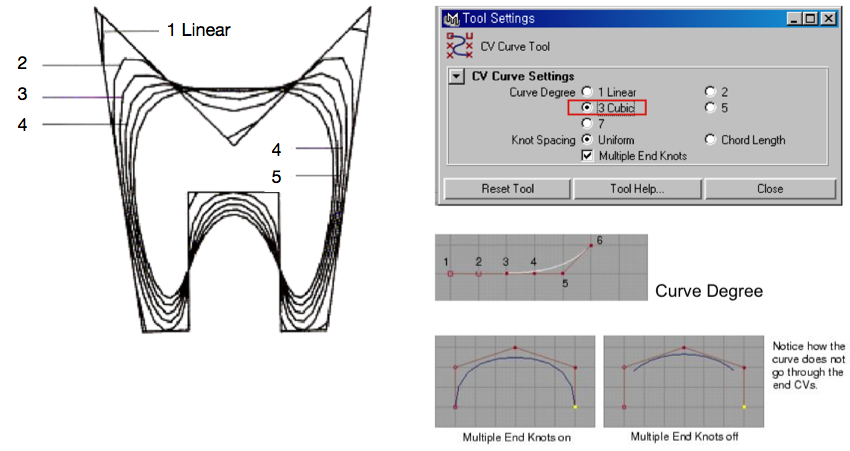 1 Linear
2
3
4
4
5
Tool Settings
CV Curve Tool
CV Curve Settings
Curve Degree 1 Linear 2
3 Cubic 5
7
Knot Spacing Uniform Chord Length
Multiple End Knots
Reset Tool Tool Help... Close
1 2 3 4 5 6
Curve Degree
Notice how the
curve does not
go through the
end CVs.
Multiple End Knots on
Multiple End Knots off